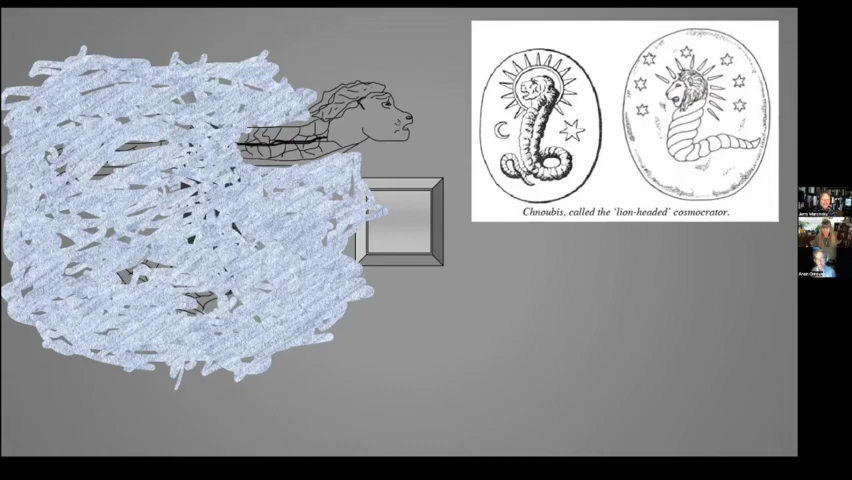 Chnoubis, called the 'lion-headed' cosmocrator.